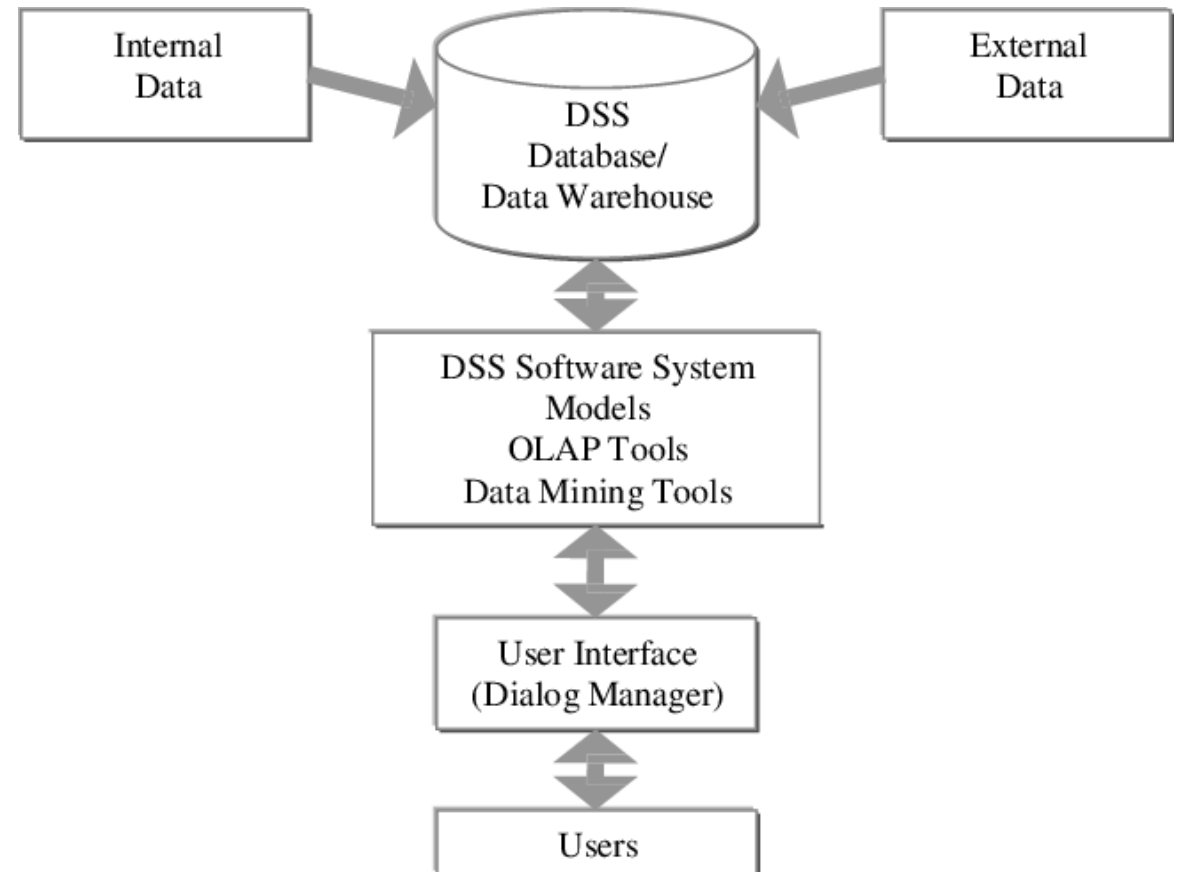 Internal
Data
DSS
Database/
Data Warehouse
External
Data
DSS Software System
Models
OLAP Tools
Data Mining Tools
User Interface
(Dialog Manager)
Users